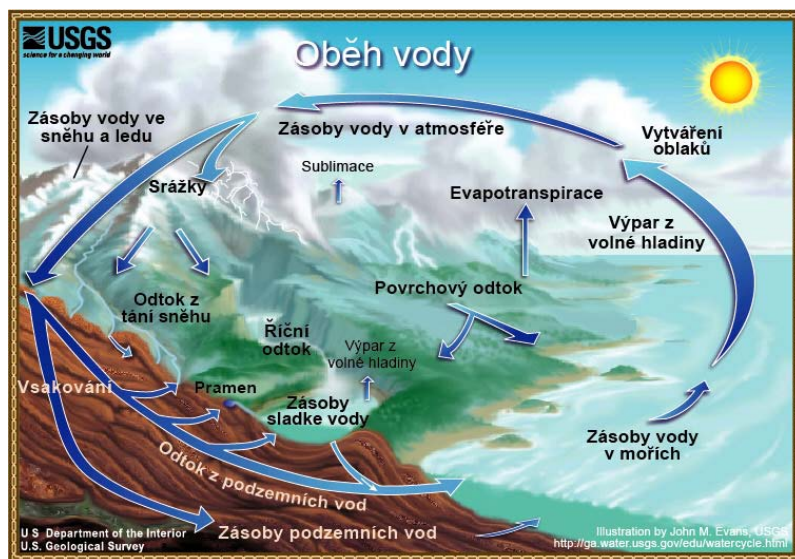 USGS
science for a changing world
Oběh vody
Zásoby vody ve
sněhu a ledu
Zásoby vody v atmosféře
Vytváření
oblaků
Srážky
Sublimace
Evapotranspirace
Výpar z
volné hladiny
Odtok z
tání sněhu
Povrchový odtok
Říční
odtok
Výpar z
volné hladiny
Vsakování
Pramen
Zásoby
sladke vody
Zásoby vody
v mořích
Odtok z podzemních vod
Zásoby podzemních vod
U S Department of the Interior
U.S. Geological Survey
Illustration by John M. Evans, USGS
http://ga.water.usgs.gov/edu/watercycle.html